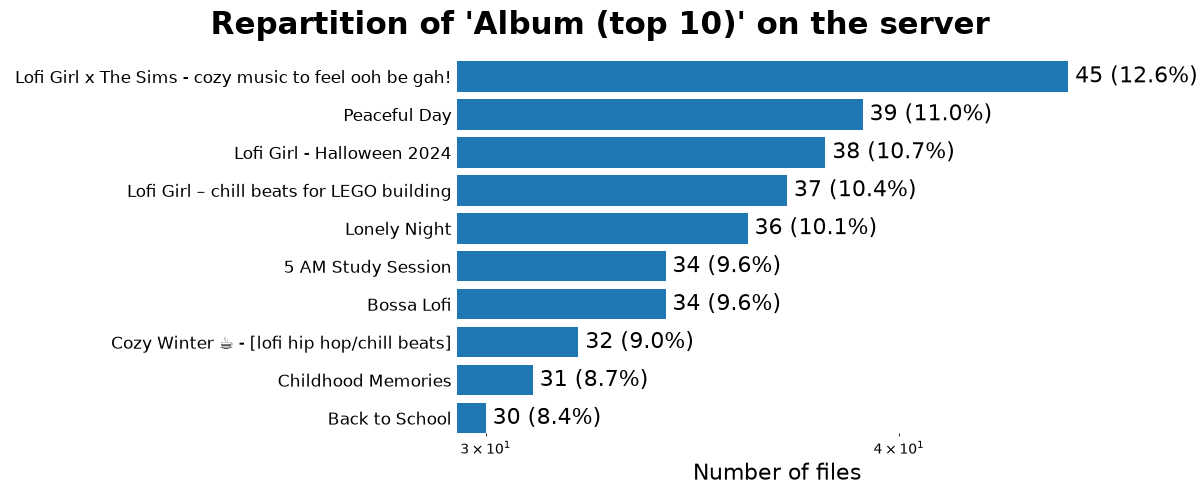 Repartition of 'Album (top 10)' on the server
Lofi Girl x The Sims - cozy music to feel ooh be gah! 45 (12.6%)
Peaceful Day 39 (11.0%)
Lofi Girl - Halloween 2024 38 (10.7%)
Lofi Girl – chill beats for LEGO building 37 (10.4%)
Lonely Night 36 (10.1%)
5 AM Study Session 34 (9.6%)
Bossa Lofi 34 (9.6%)
Cozy Winter ☕ - [lofi hip hop/chill beats] 32 (9.0%)
Childhood Memories 31 (8.7%)
Back to School 30 (8.4%)
3 × 10¹ 4 × 10¹
Number of files